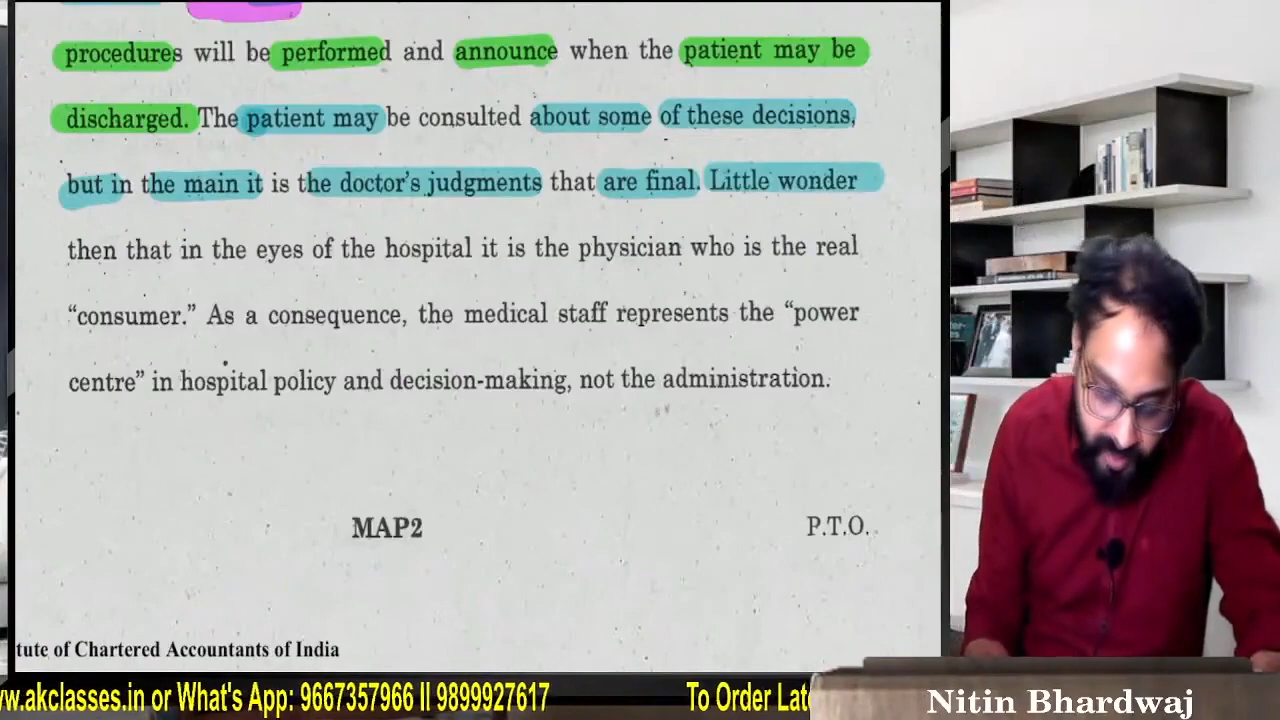 procedures will be performed and announce when the patient may be
discharged. The patient may be consulted about some of these decisions,
but in the main it is the doctor's judgments that are final. Little wonder
then that in the eyes of the hospital it is the physician who is the real
“consumer.” As a consequence, the medical staff represents the “power
centre” in hospital policy and decision-making, not the administration.
MAP2 P.T.O.
tute of Chartered Accountants of India
ww.akclasses.in or What's App: 9667357966 ll 9899927617 To Order Lat
Nitin Bhardwaj